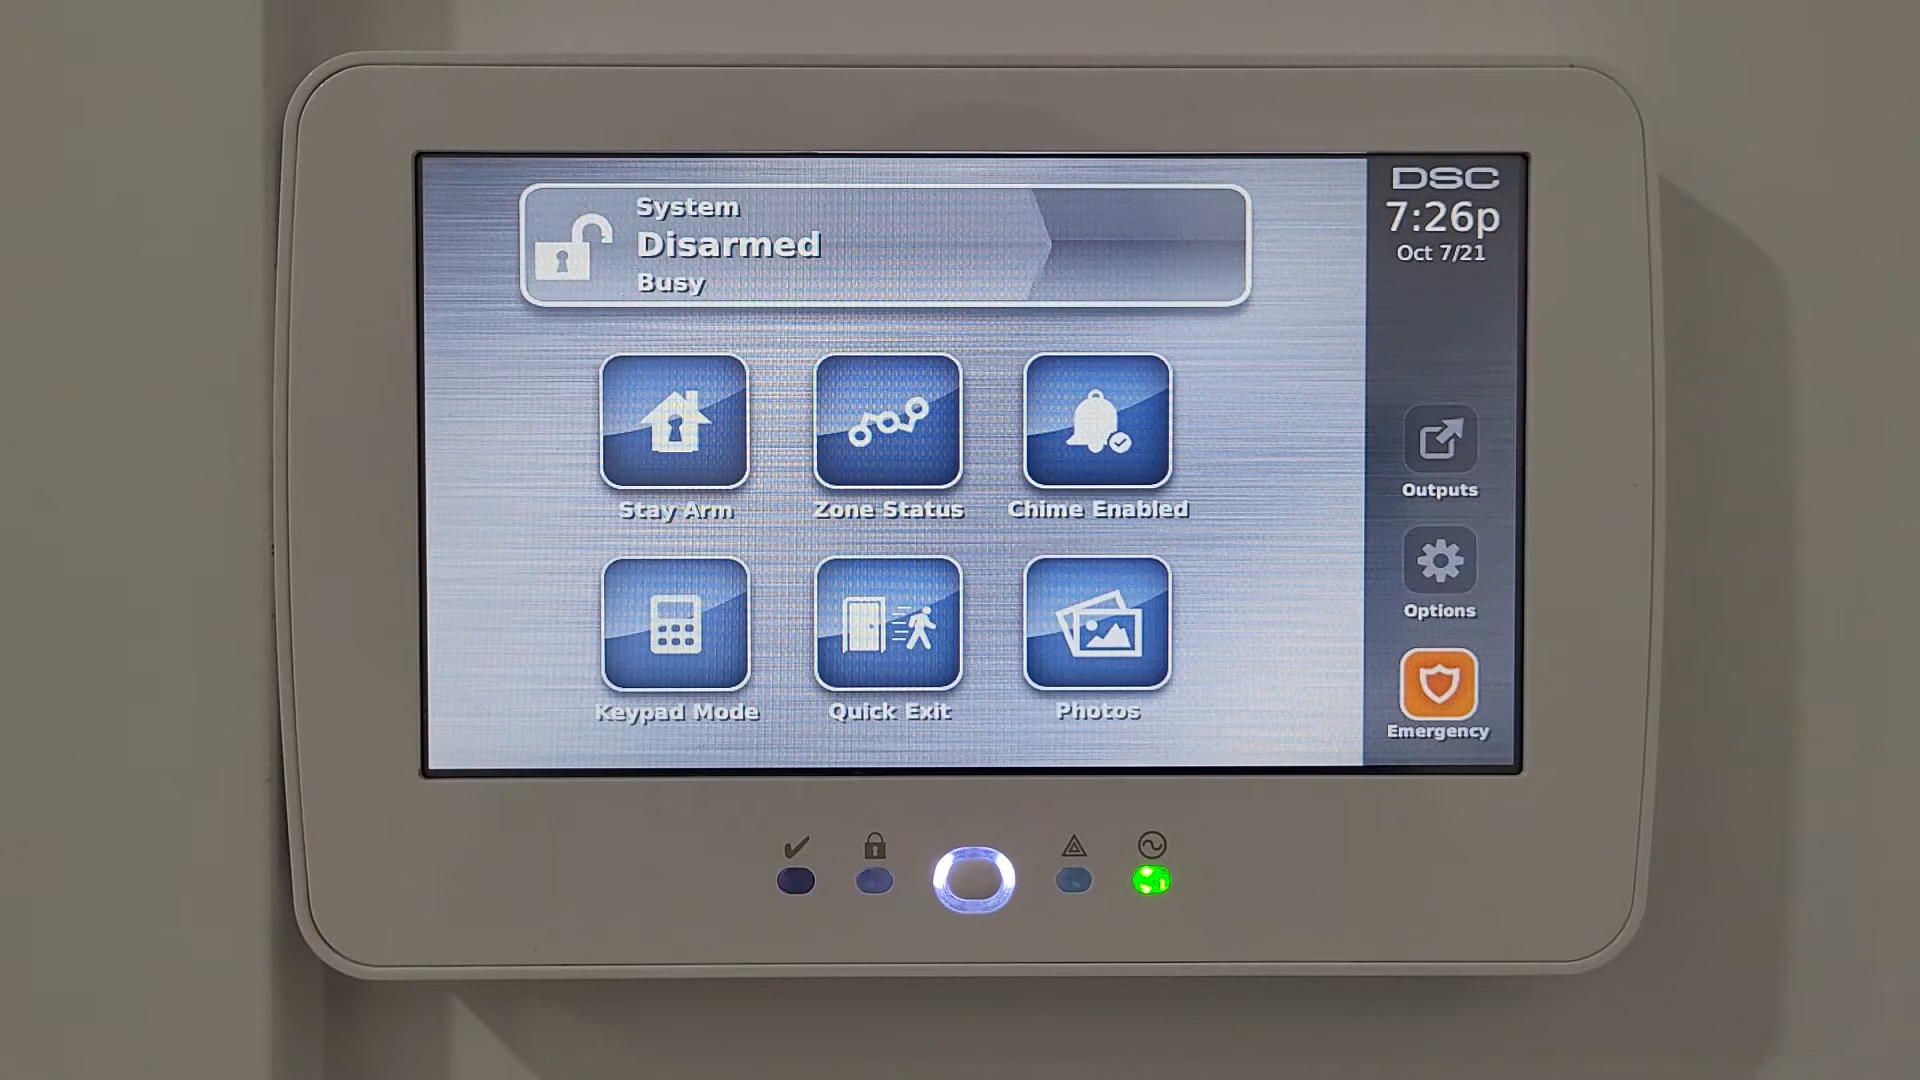 System
Disarmed
Busy
DSC
7:26p
Oct 7/21
Stay Arm
Zone Status
Chime Enabled
Outputs
Options
Keypad Mode
Quick Exit
Photos
Emergency